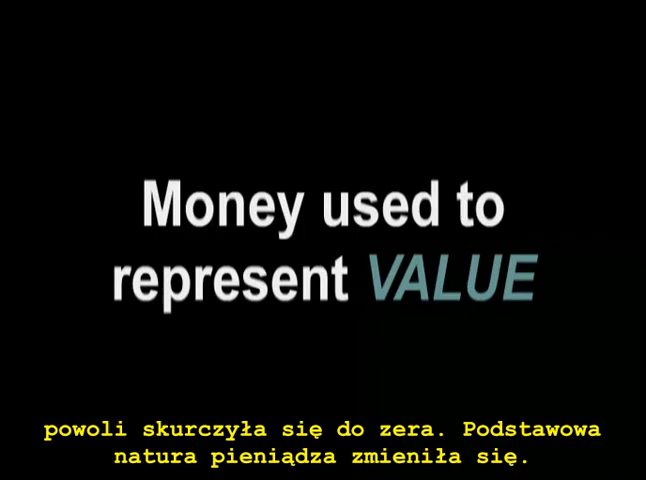 Money used to
represent VALUE
powoli skurczyła się do zera. Podstawowa
natura pieniądza zmieniła się.